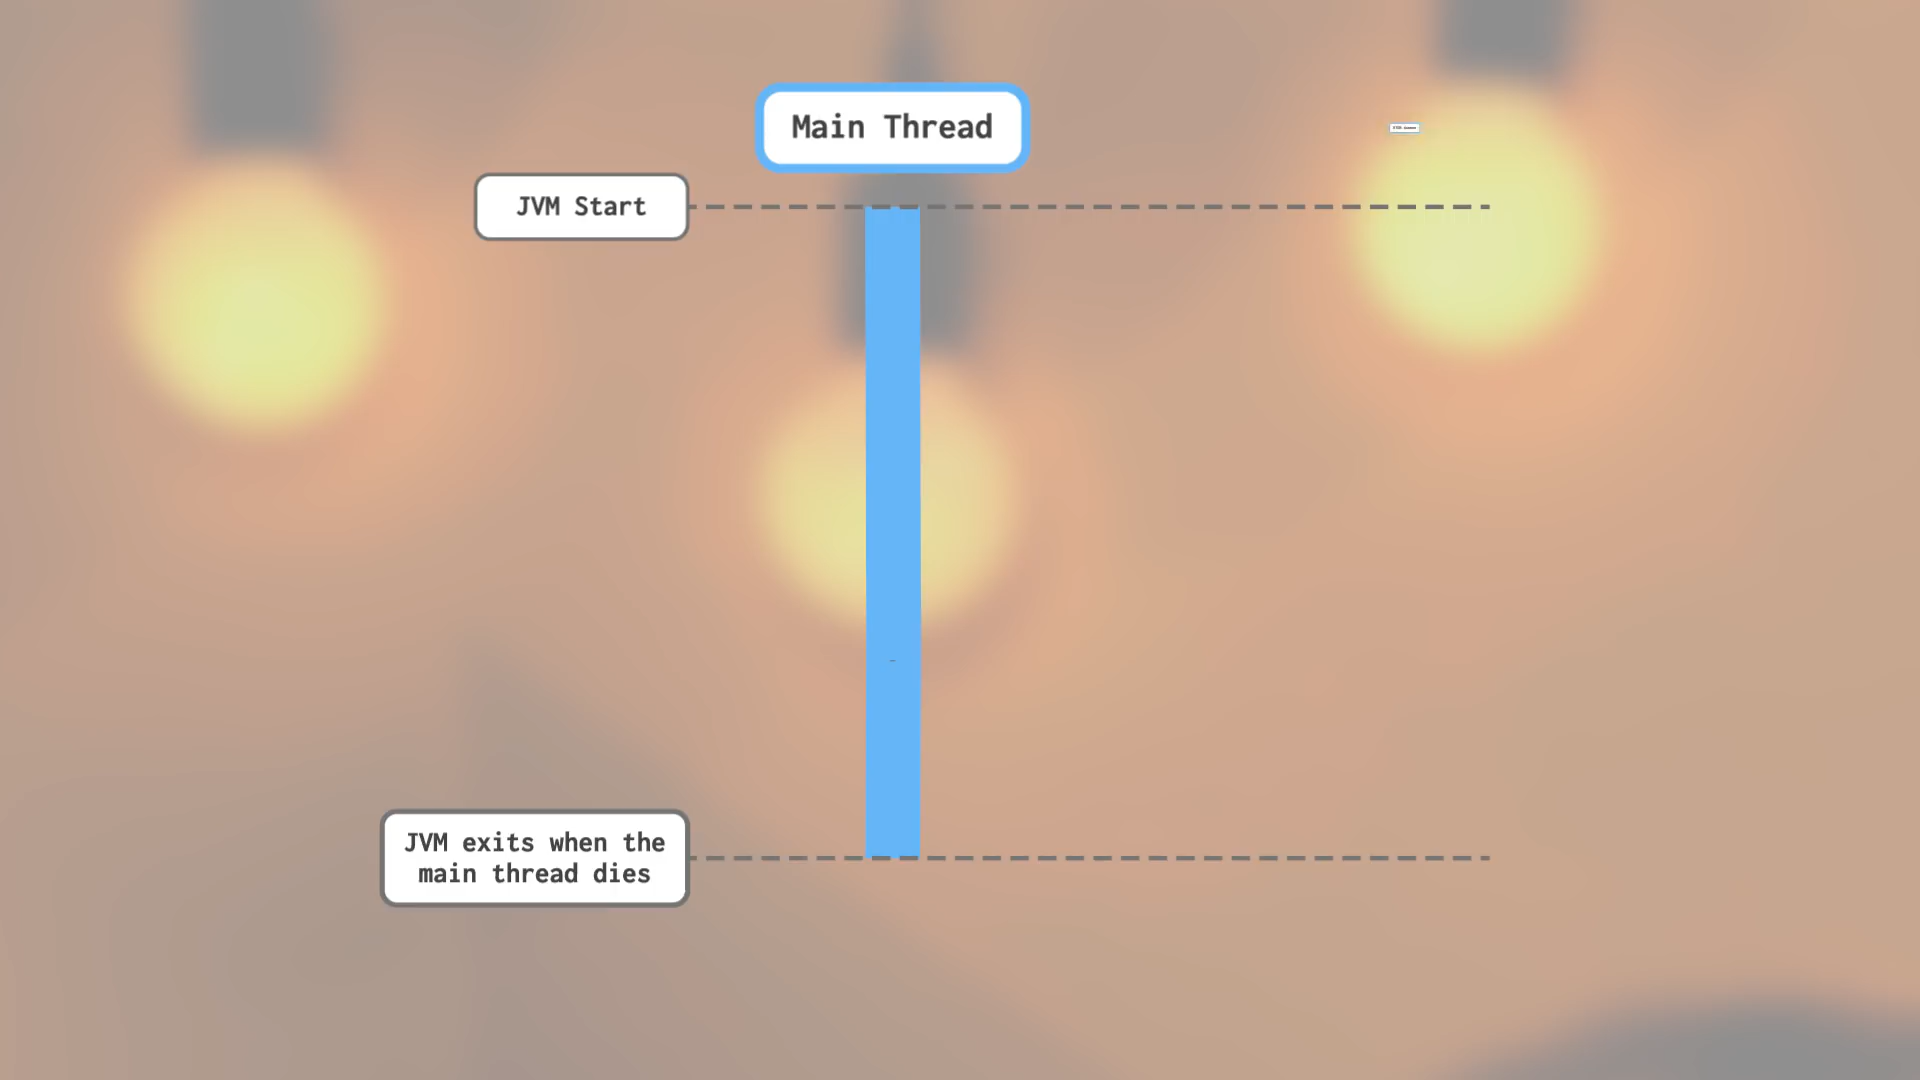 Main Thread
JVM Start
JVM exits when the
main thread dies